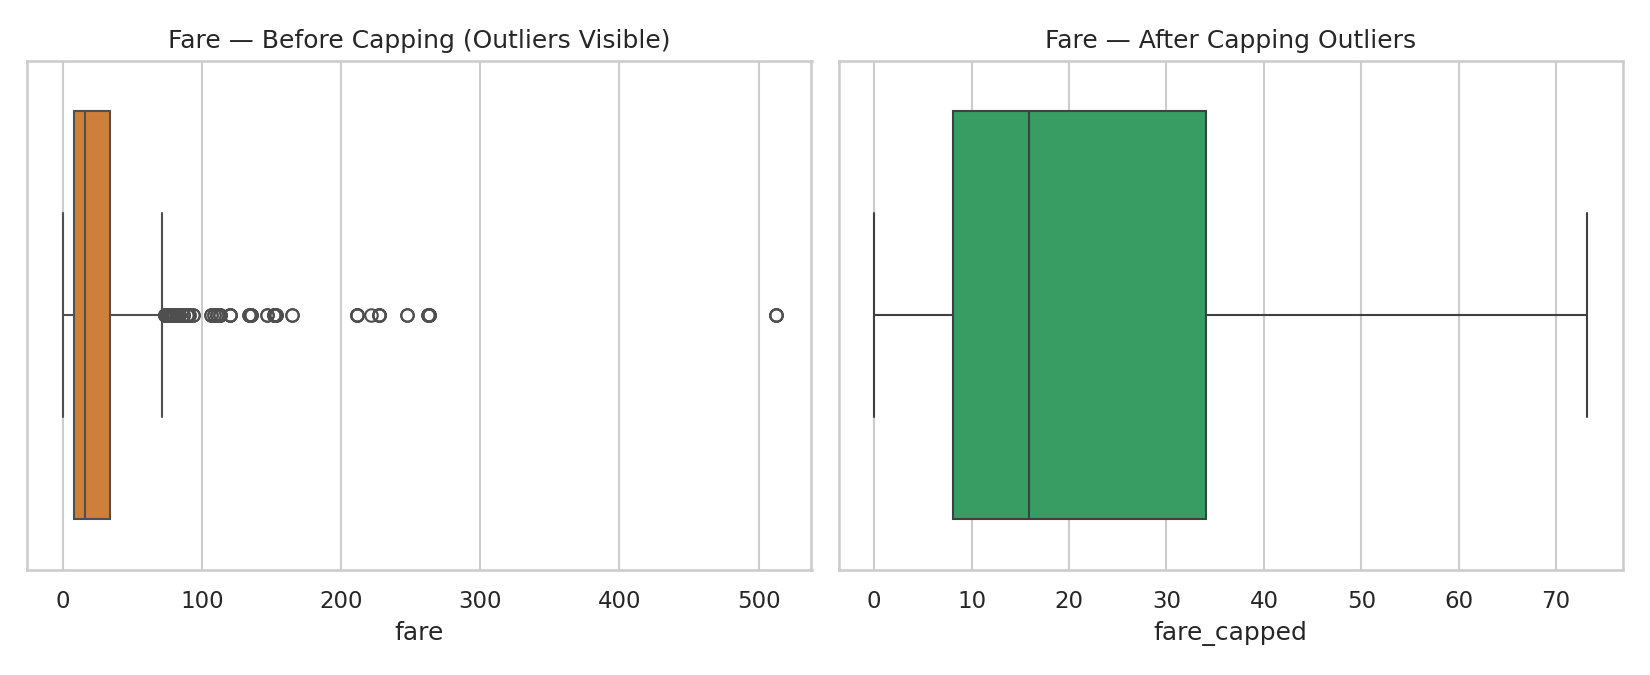 Fare — Before Capping (Outliers Visible)
0 100 200 300 400 500
fare
Fare — After Capping Outliers
0 10 20 30 40 50 60 70
fare_capped